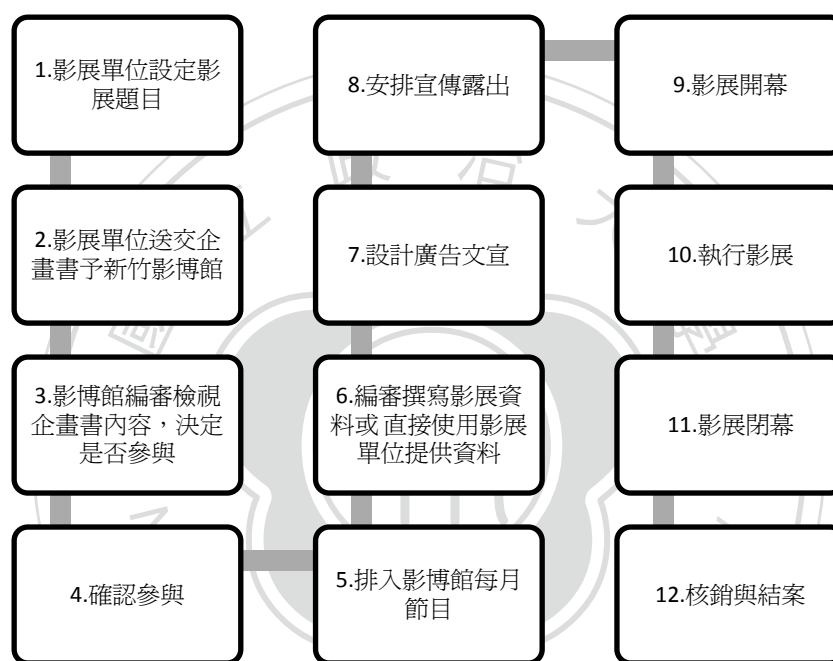 1.影展單位設定影
展題目
2.影展單位送交企
畫書予新竹影博館
3.影博館編審檢視
企畫書內容，決定
是否參與
4.確認參與
5.排入影博館每月
節目
6.編審撰寫影展資
料或 直接使用影展
單位提供資料
7.設計廣告文宣
8.安排宣傳露出
9.影展開幕
10.執行影展
11.影展閉幕
12.核銷與結案